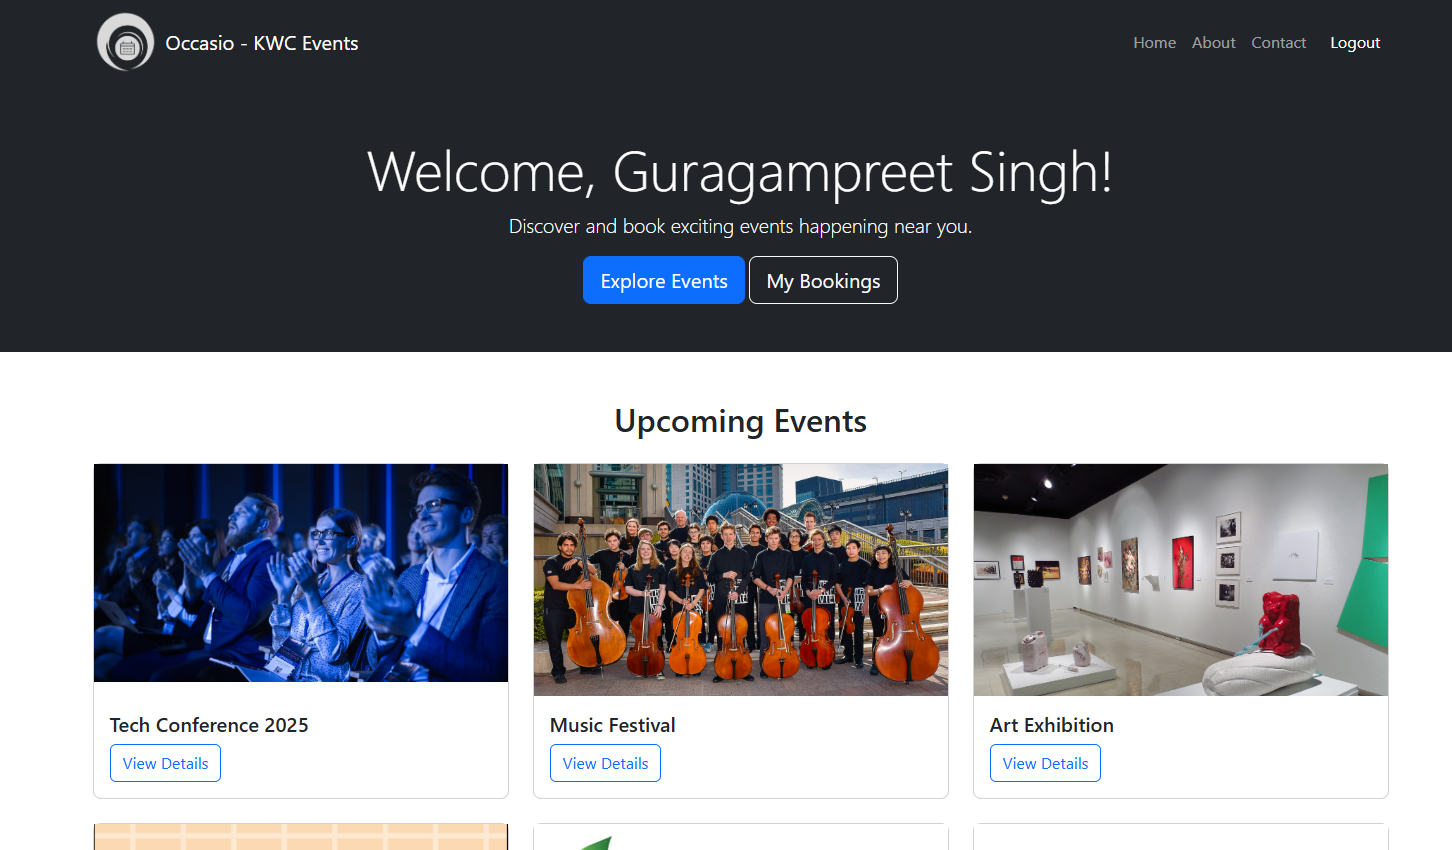 Occasio - KWC Events
Home About Contact Logout
Welcome, Guragampreet Singh!
Discover and book exciting events happening near you.
Explore Events My Bookings
Upcoming Events
Tech Conference 2025
View Details
Music Festival
View Details
Art Exhibition
View Details